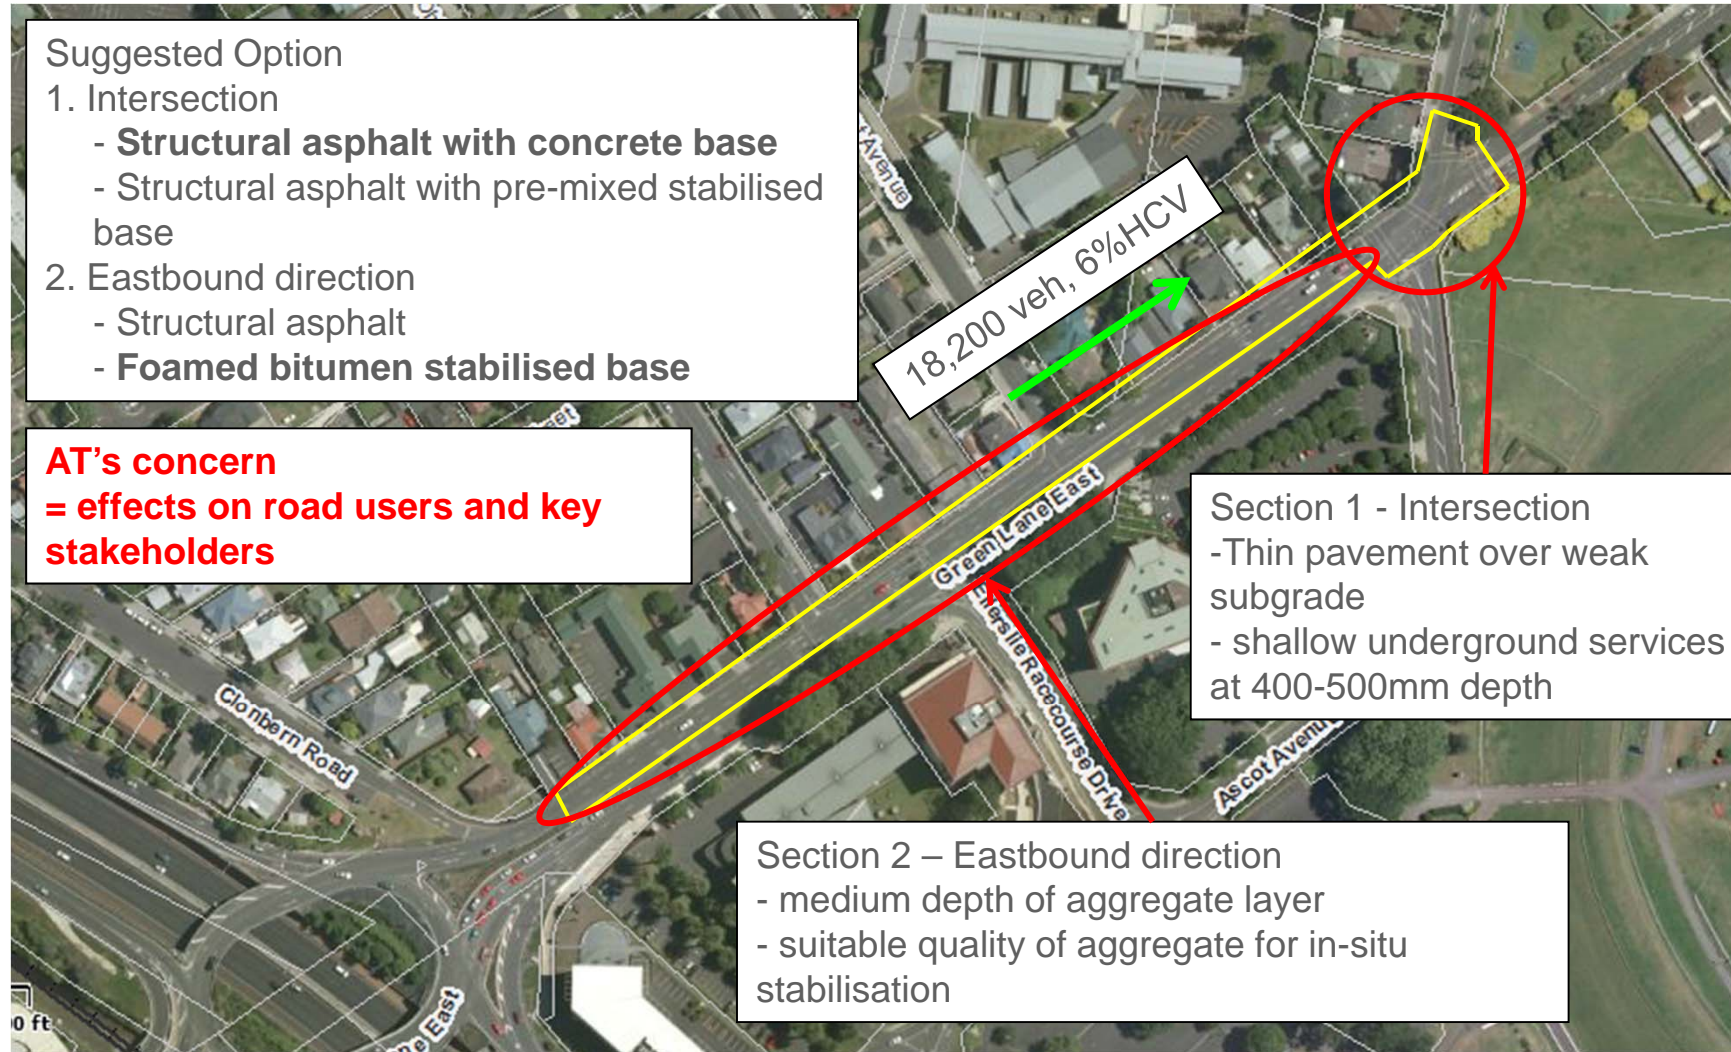 Suggested Option
1. Intersection
- Structural asphalt with concrete base
- Structural asphalt with pre-mixed stabilised
base
2. Eastbound direction
- Structural asphalt
- Foamed bitumen stabilised base
AT's concern
= effects on road users and key
stakeholders
18,200 veh, 6%HCV
Avenue
Green Lane East
Ellerslie Racecourse Drive
Ascot Avenue
Clonbern Road
Section 1 - Intersection
-Thin pavement over weak
subgrade
- shallow underground services
at 400-500mm depth
Section 2 – Eastbound direction
- medium depth of aggregate layer
- suitable quality of aggregate for in-situ
stabilisation
East
0 ft